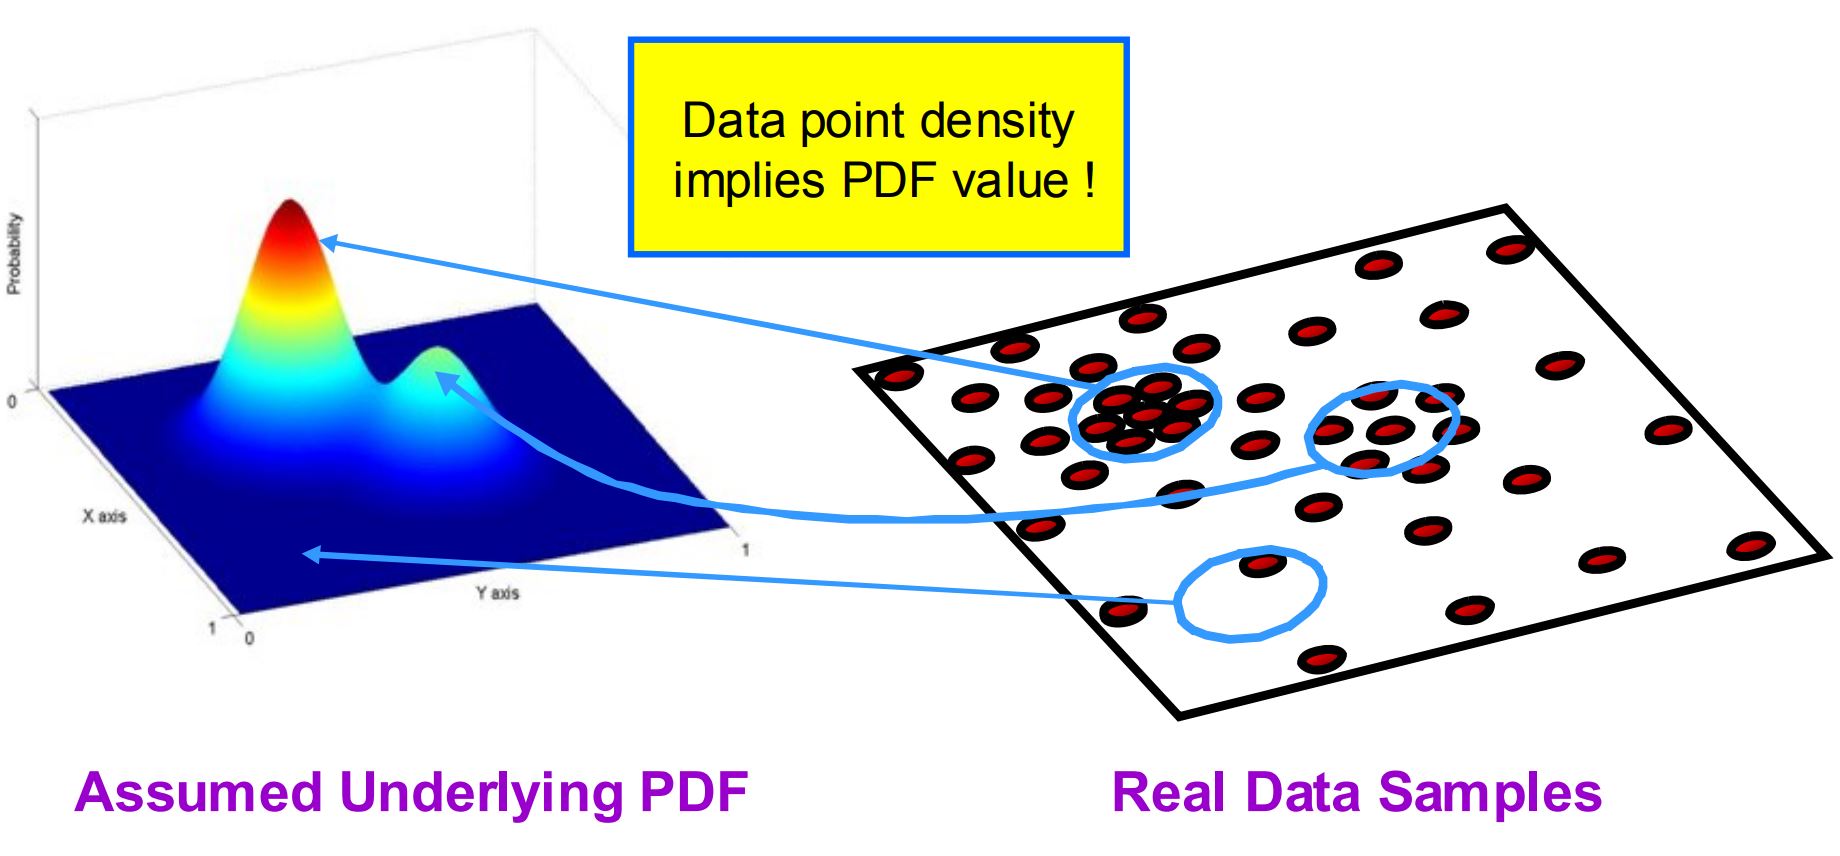 Data point density
implies PDF value !
Probability
0
X axis
1
0
Y axis
1
Assumed Underlying PDF
Real Data Samples